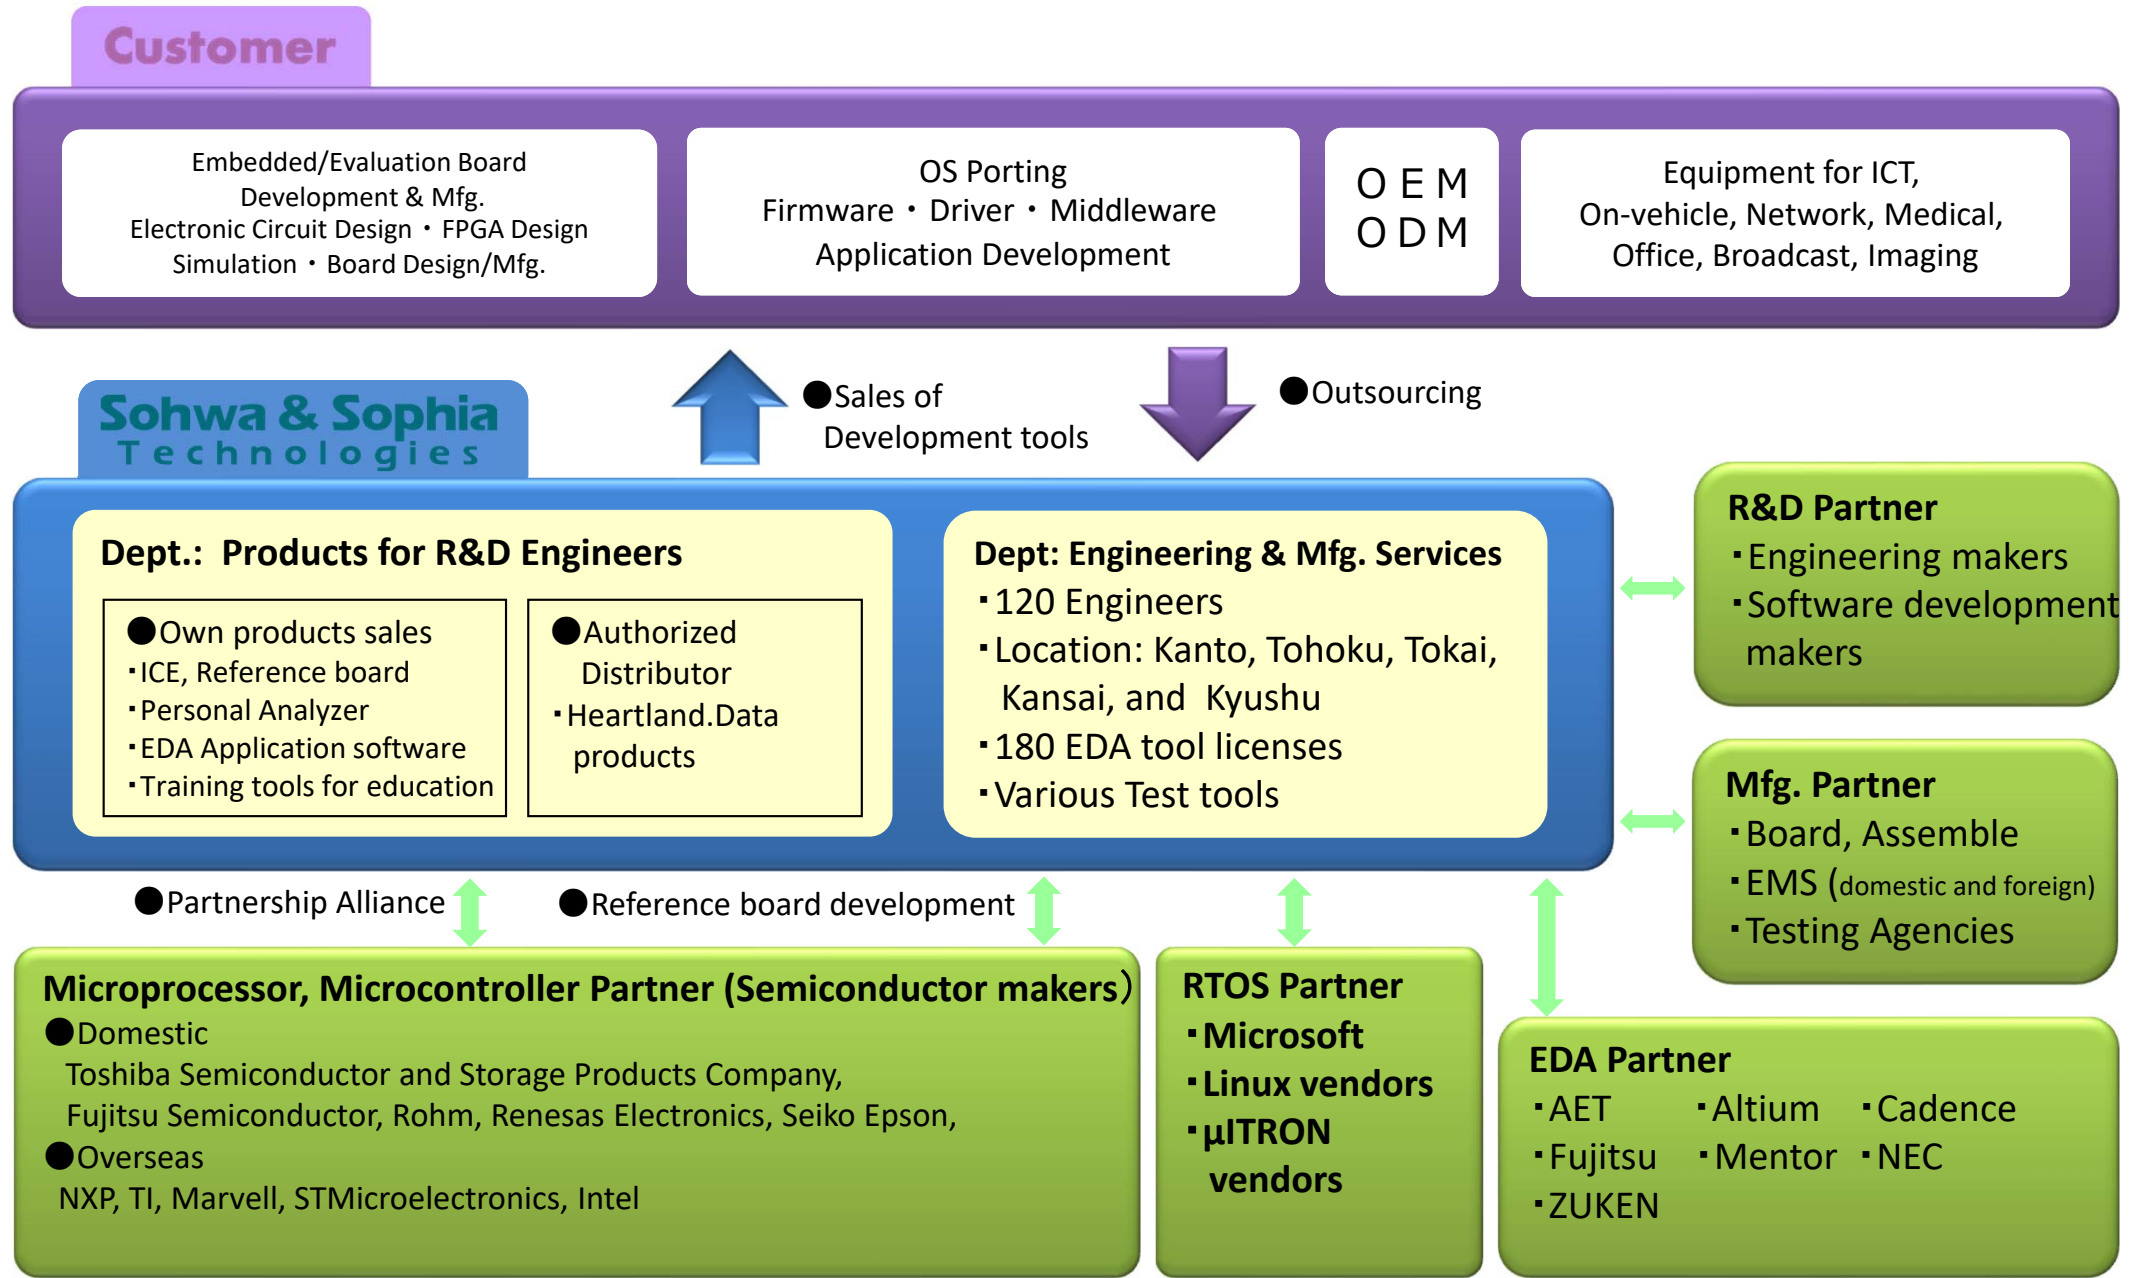 Customer
Embedded/Evaluation Board
Development & Mfg.
Electronic Circuit Design・FPGA Design
Simulation・Board Design/Mfg.
OS Porting
Firmware・Driver・Middleware
Application Development
ＯＥＭ
ＯＤＭ
Equipment for ICT,
On-vehicle, Network, Medical,
Office, Broadcast, Imaging
●Sales of
Development tools
●Outsourcing
Sohwa & Sophia
Technologies
Dept.: Products for R&D Engineers
●Own products sales
・ICE, Reference board
・Personal Analyzer
・EDA Application software
・Training tools for education
●Authorized
Distributor
・Heartland.Data
products
Dept: Engineering & Mfg. Services
・120 Engineers
・Location: Kanto, Tohoku, Tokai,
Kansai, and Kyushu
・180 EDA tool licenses
・Various Test tools
R&D Partner
・Engineering makers
・Software development
makers
Mfg. Partner
・Board, Assemble
・EMS (domestic and foreign)
・Testing Agencies
●Partnership Alliance
●Reference board development
Microprocessor, Microcontroller Partner (Semiconductor makers）
●Domestic
Toshiba Semiconductor and Storage Products Company,
Fujitsu Semiconductor, Rohm, Renesas Electronics, Seiko Epson,
●Overseas
NXP, TI, Marvell, STMicroelectronics, Intel
RTOS Partner
・Microsoft
・Linux vendors
・µITRON
vendors
EDA Partner
・AET ・Altium ・Cadence
・Fujitsu ・Mentor ・NEC
・ZUKEN